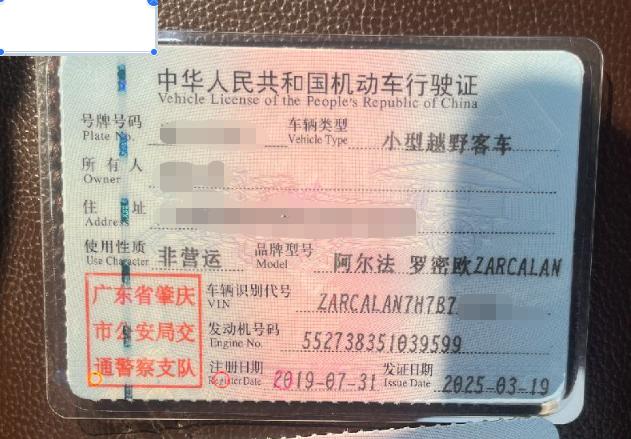 中华人民共和国机动车行驶证
Vehicle License of the People's Republic of China
号牌号码
Plate No.
车辆类型 小型越野客车
Vehicle Type
所有人
Owner
住址
Address
使用性质 非营运 品牌型号 阿尔法 罗密欧ZARCALAN
Use Character Model
广东省肇庆
市公安局交
通警察支队
车辆识别代号 ZARCALAN7H7B7
VIN
发动机号码 552738351039599
Engine No.
注册日期 2019-07-31 发证日期 2025-03-19
Register Date Issue Date